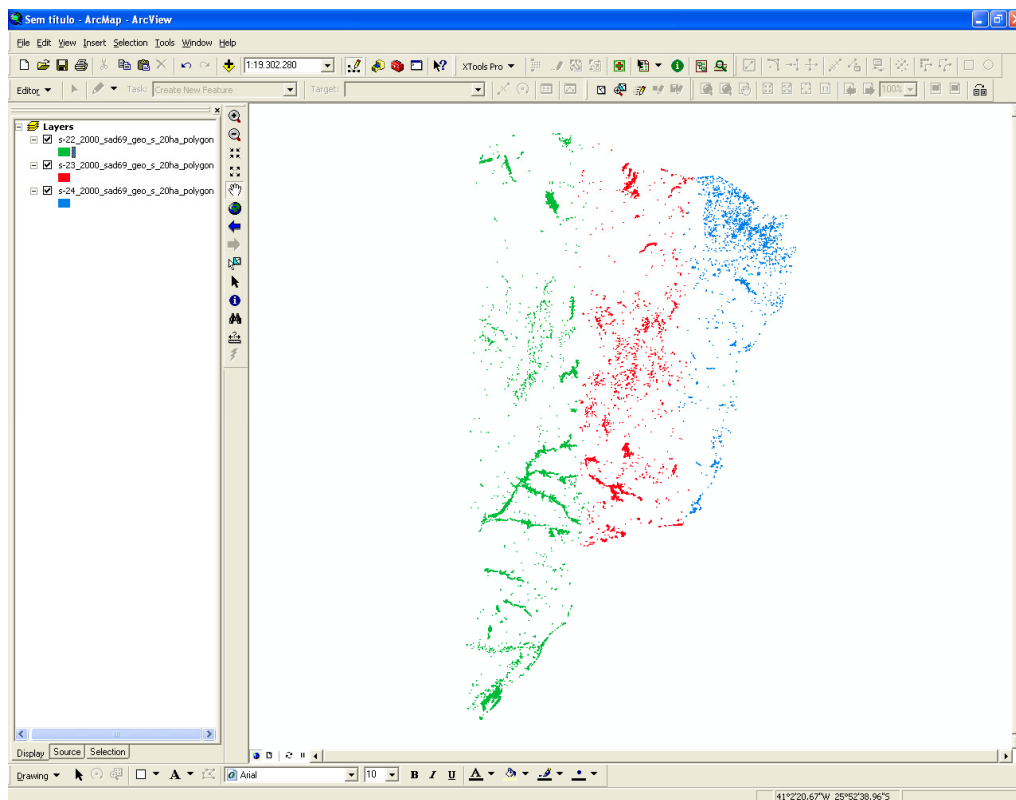 Sem título - ArcMap - ArcView
File Edit View Insert Selection Tools Window Help
1:19.302.280 XTools Pro
Editor Task: Create New Feature Target: 100%
Layers
s-22_2000_sad69_geo_s_20ha_polygon
s-23_2000_sad69_geo_s_20ha_polygon
s-24_2000_sad69_geo_s_20ha_polygon
Display Source Selection
Drawing A Arial 10 B I U A
41°2'20.67"W 25°52'38.96"S